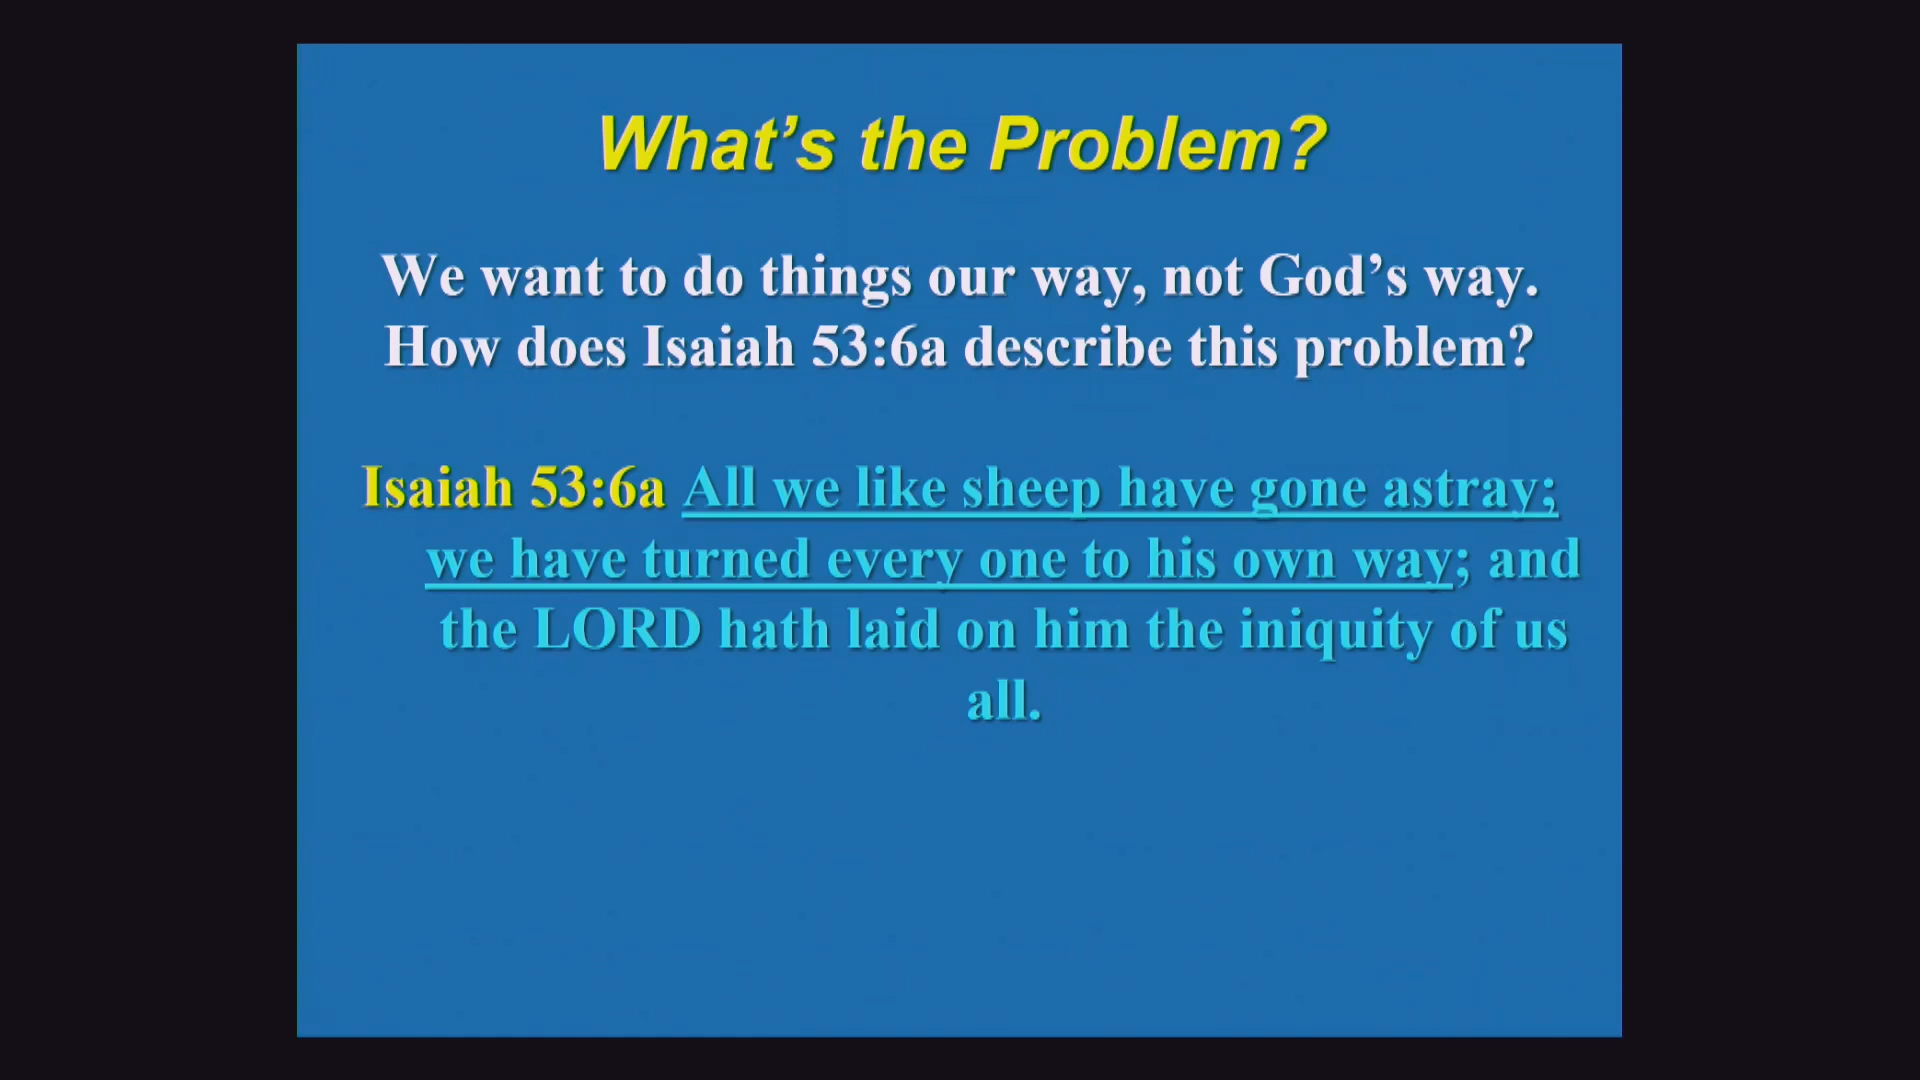 What’s the Problem?
We want to do things our way, not God’s way.
How does Isaiah 53:6a describe this problem?
Isaiah 53:6a All we like sheep have gone astray;
we have turned every one to his own way; and
the LORD hath laid on him the iniquity of us
all.